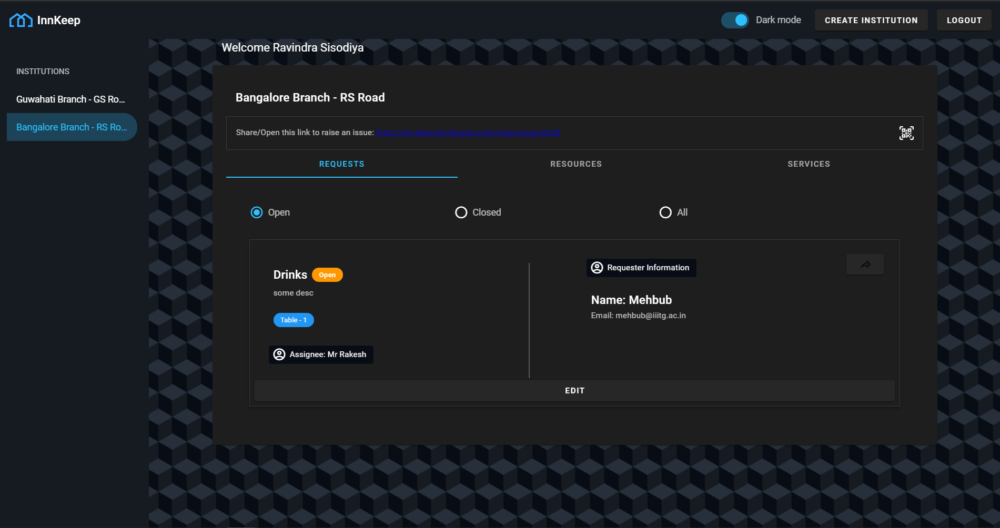 InnKeep
Dark mode
CREATE INSTITUTION
LOGOUT
Welcome Ravindra Sisodiya
INSTITUTIONS
Guwahati Branch - GS Ro...
Bangalore Branch - RS Ro...
Bangalore Branch - RS Road
Share/Open this link to raise an issue:
REQUESTS
RESOURCES
SERVICES
Open
Closed
All
Drinks
Open
some desc
Table - 1
Assignee: Mr Rakesh
Requester Information
Name: Mehbub
Email: mehbub@iiitg.ac.in
EDIT